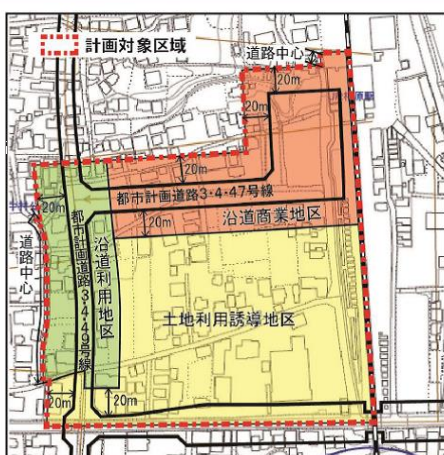 計画対象区域
道路中心
20m
20m
20m
都市計画道路3・4・47号線
20m
20m
沿道商業地区
道路中心
都市計画道路3・4・49号線
沿道利用地区
土地利用誘導地区
20m
20m